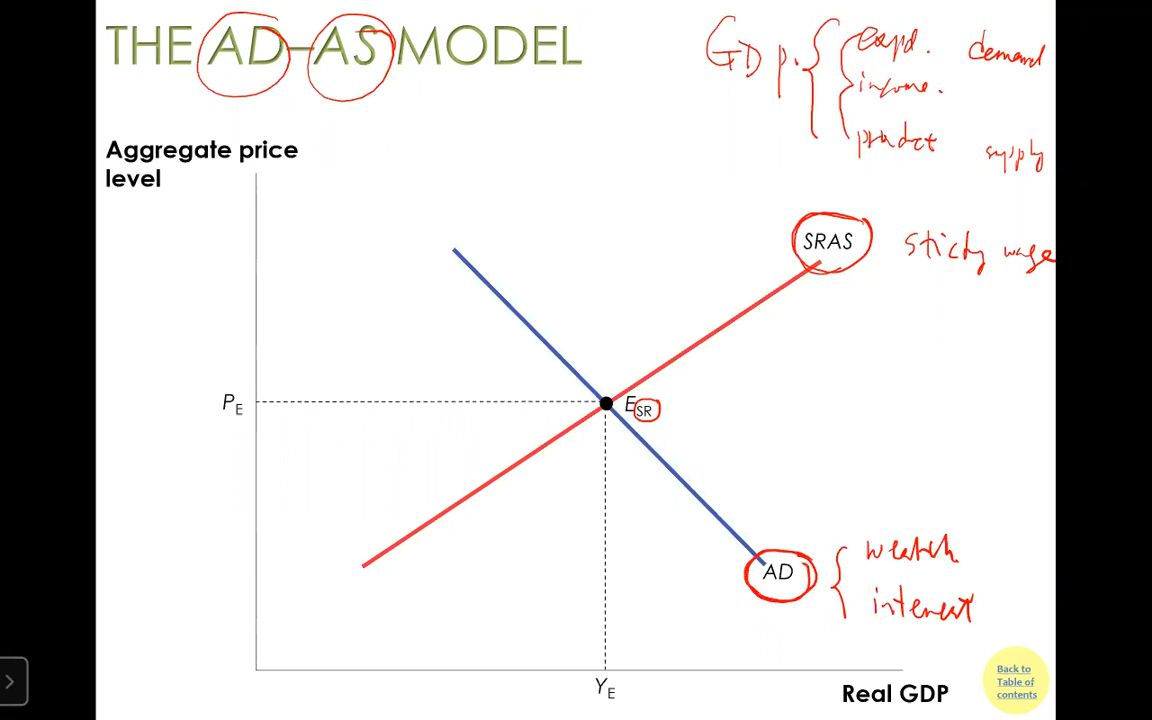 THE AD–AS MODEL
GDP. expd. demand
income.
product supply
Aggregate price
level
SRAS sticky wage
PE
ESR
AD wealth
interest
YE
Real GDP
Back to
Table of
contents